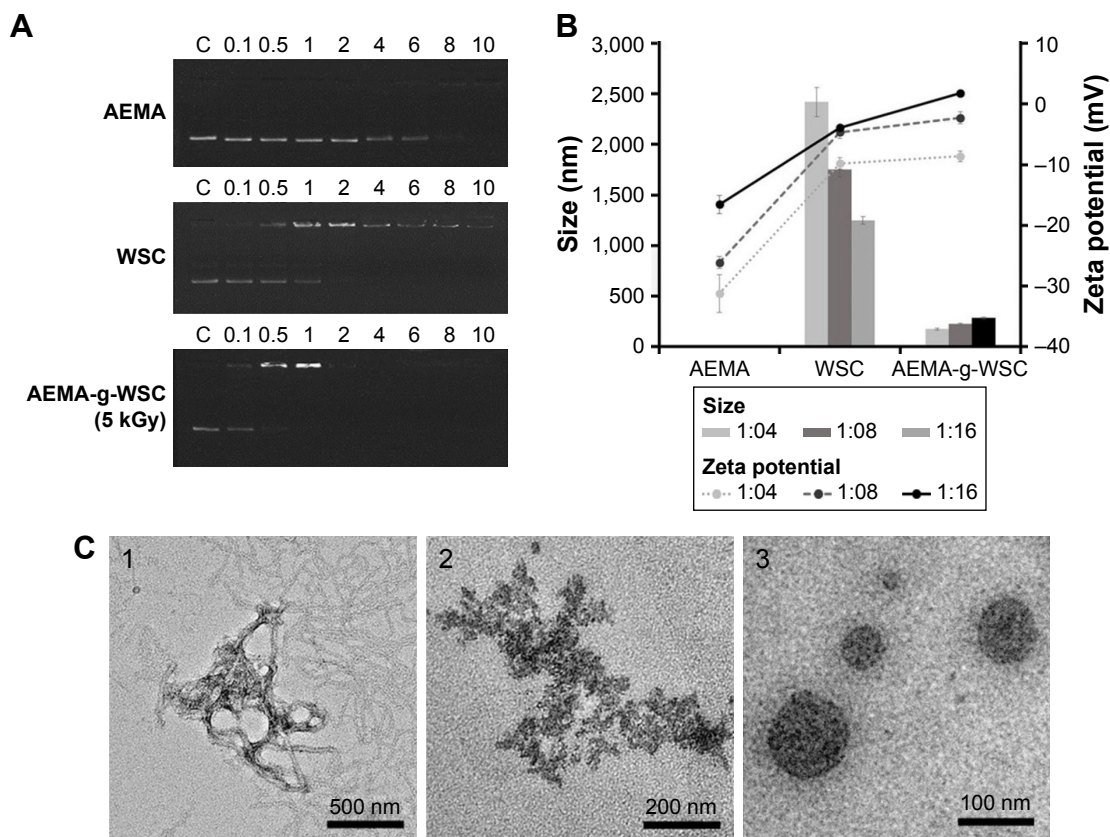 A
C 0.1 0.5 1 2 4 6 8 10
AEMA
C 0.1 0.5 1 2 4 6 8 10
WSC
C 0.1 0.5 1 2 4 6 8 10
AEMA-g-WSC
(5 kGy)
B
3,000
2,500
2,000
1,500
1,000
500
0
Size (nm)
10
0
–10
–20
–30
–40
Zeta potential (mV)
AEMA WSC AEMA-g-WSC
Size
1:04 1:08 1:16
Zeta potential
1:04 1:08 1:16
C
1
500 nm
2
200 nm
3
100 nm